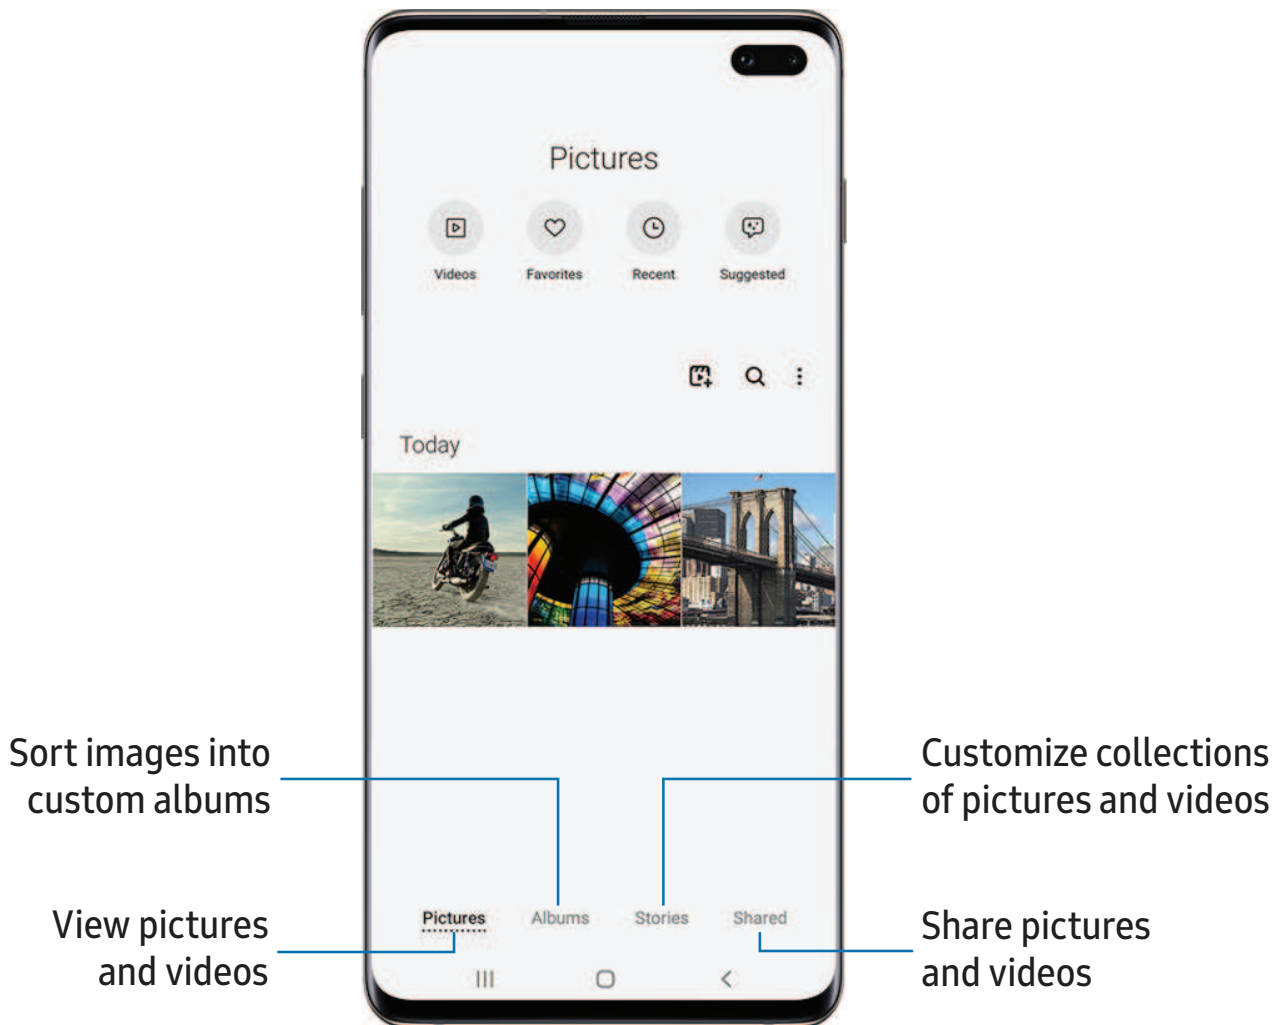 Pictures
Videos Favorites Recent Suggested
Today
Sort images into
custom albums
Customize collections
of pictures and videos
Pictures Albums Stories Shared
View pictures
and videos
Share pictures
and videos